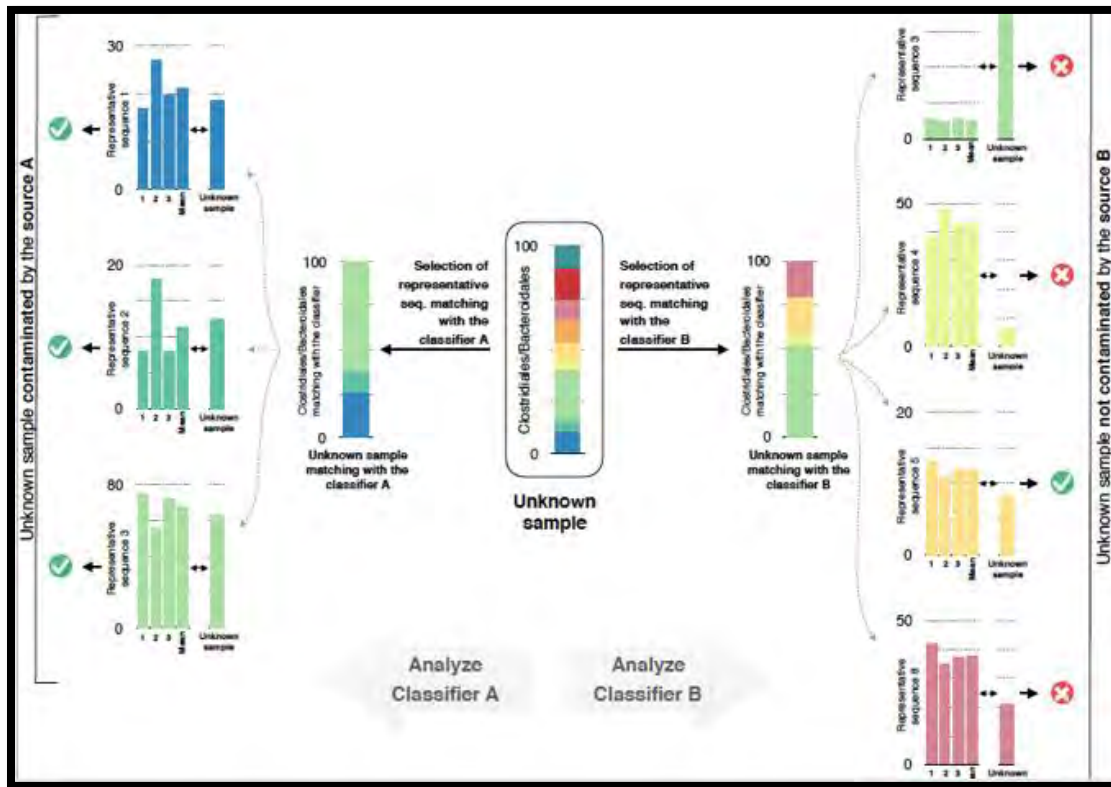 Unknown sample contaminated by the source A
30
Representative
sequence 1
0
1
2
3
Mean
Unknown
sample
20
Representative
sequence 2
0
1
2
3
Mean
Unknown
sample
80
Representative
sequence 3
0
1
2
3
Mean
Unknown
sample
100
Clostridiales/Bacteroidales
matching with the classifier
0
Unknown sample
matching with the
classifier A
Selection of
representative
seq. matching
with the
classifier A
100
Clostridiales/Bacteroidales
0
Unknown
sample
Selection of
representative
seq. matching
with the
classifier B
100
Clostridiales/Bacteroidales
matching with the classifier
0
Unknown sample
matching with the
classifier B
Analyze
Classifier A
Analyze
Classifier B
Representative
sequence 3
0
1
2
3
Mean
Unknown
sample
50
Representative
sequence 4
0
1
2
3
Mean
Unknown
sample
20
Representative
sequence 5
0
1
2
3
Mean
Unknown
sample
50
Representative
0
1
2
3
Unknown
Unknown sample not contaminated by the source B